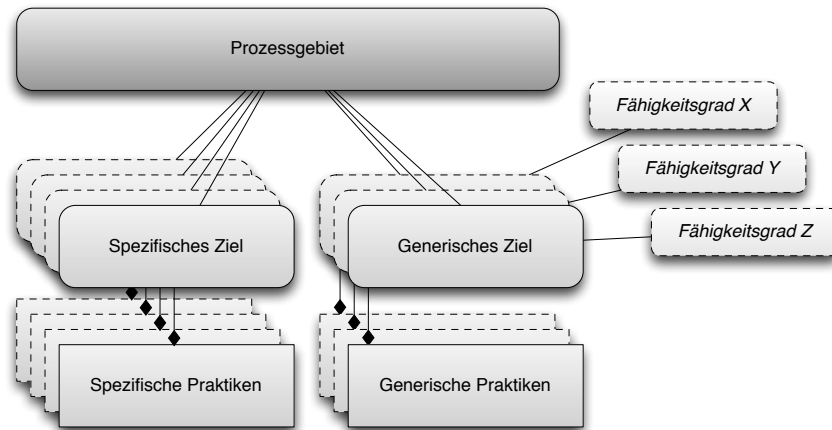 Prozessgebiet
Fähigkeitsgrad X
Fähigkeitsgrad Y
Fähigkeitsgrad Z
Spezifisches Ziel
Generisches Ziel
Spezifische Praktiken
Generische Praktiken